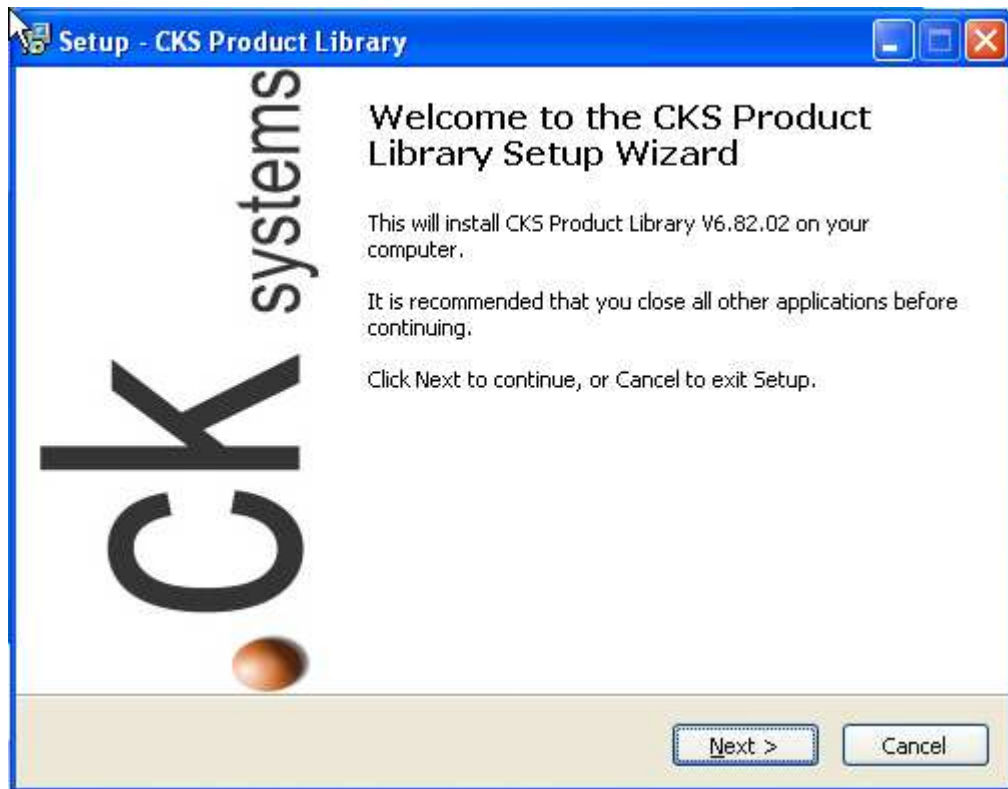 Setup - CKS Product Library
ck systems
Welcome to the CKS Product
Library Setup Wizard
This will install CKS Product Library V6.82.02 on your
computer.
It is recommended that you close all other applications before
continuing.
Click Next to continue, or Cancel to exit Setup.
Next >
Cancel